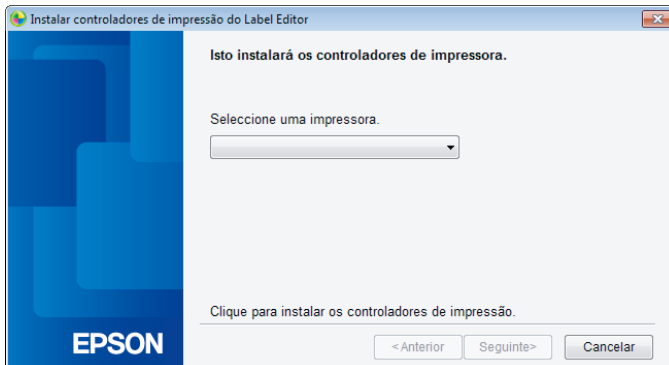 Instalar controladores de impressão do Label Editor
Isto instalará os controladores de impressora.
Seleccione uma impressora.
Clique para instalar os controladores de impressão.
EPSON
<Anterior
Seguinte>
Cancelar